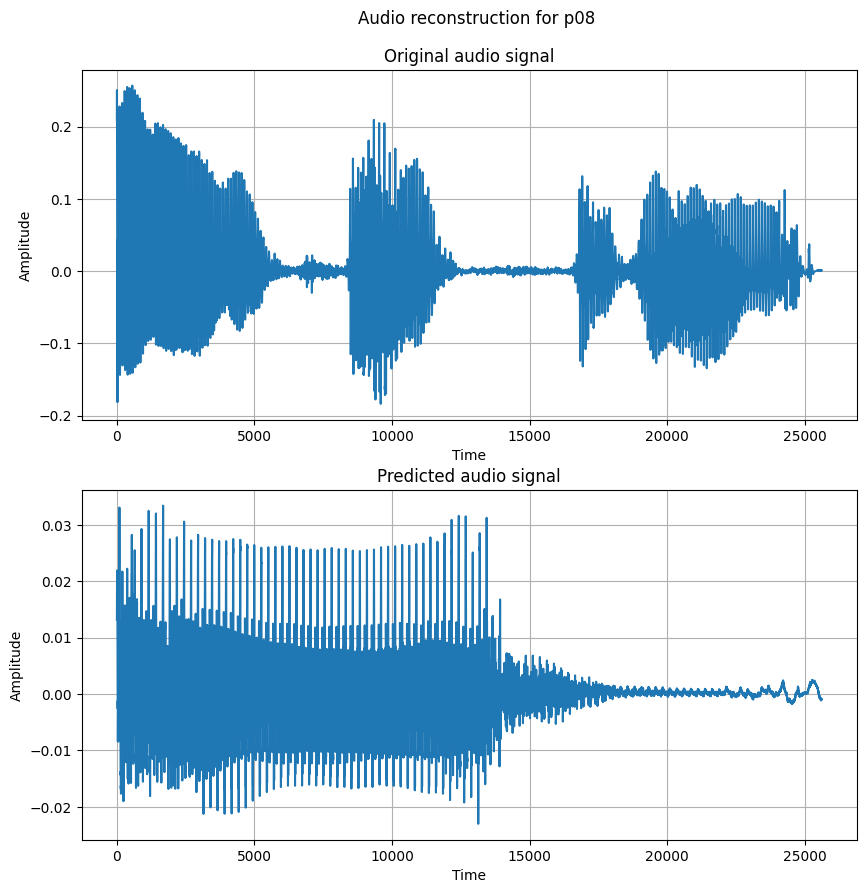 Audio reconstruction for p08
Original audio signal
Amplitude
0.2
0.1
0.0
−0.1
−0.2
0 5000 10000 15000 20000 25000
Time
Predicted audio signal
Amplitude
0.03
0.02
0.01
0.00
−0.01
−0.02
0 5000 10000 15000 20000 25000
Time